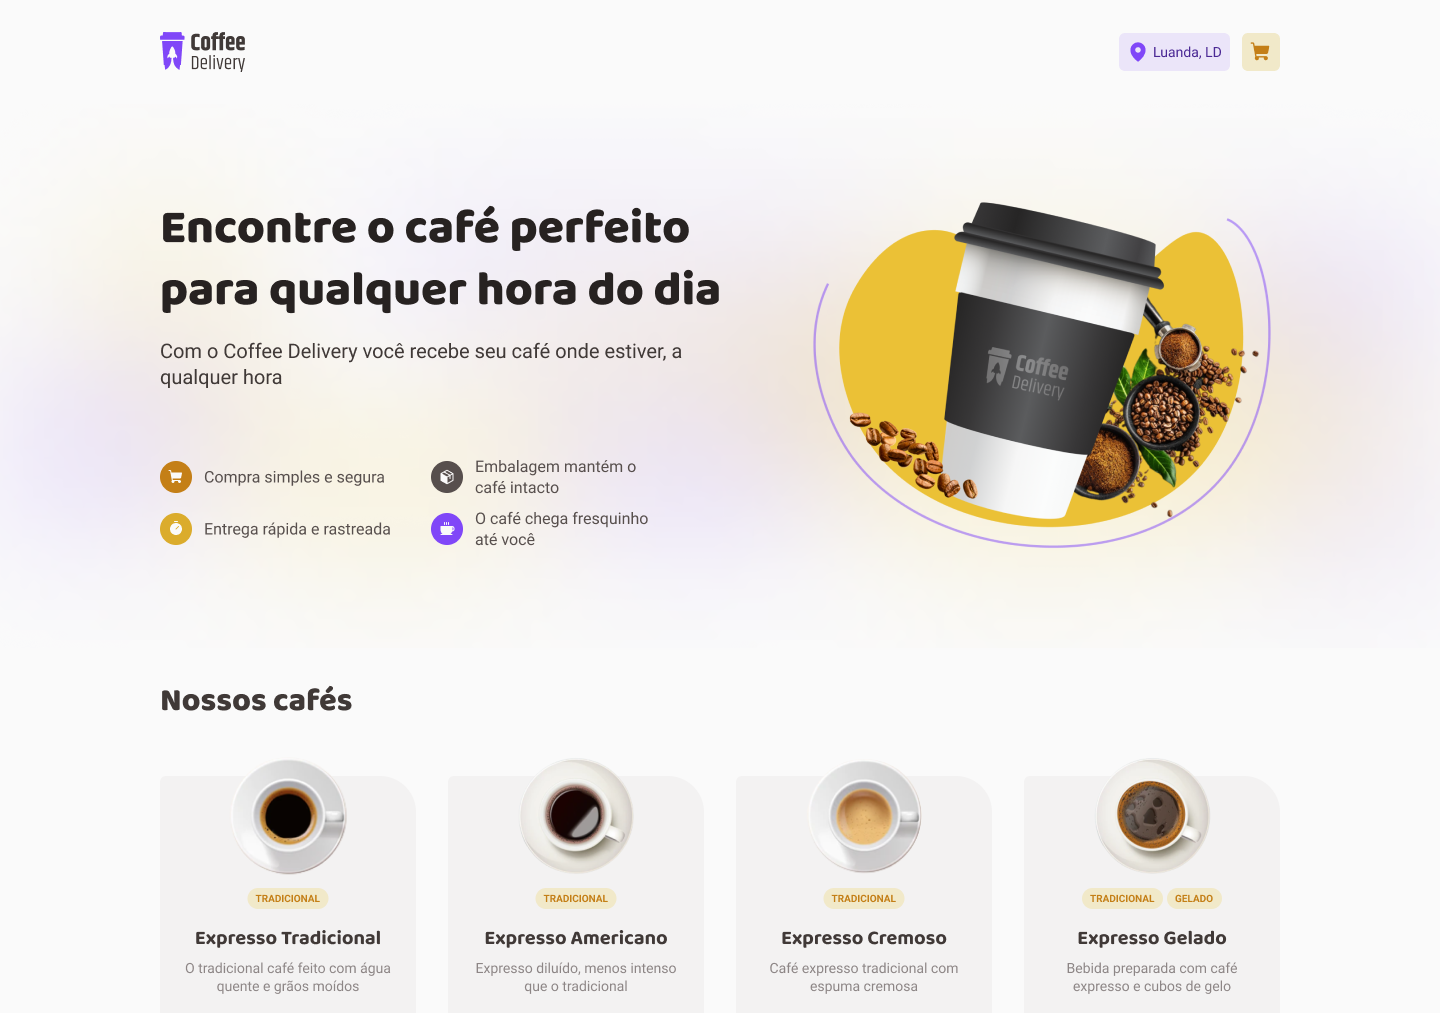 Coffee
Delivery
Luanda, LD
Encontre o café perfeito
para qualquer hora do dia
Com o Coffee Delivery você recebe seu café onde estiver, a
qualquer hora
Coffee
Delivery
Compra simples e segura
Embalagem mantém o
café intacto
Entrega rápida e rastreada
O café chega fresquinho
até você
Nossos cafés
TRADICIONAL
Expresso Tradicional
O tradicional café feito com água
quente e grãos moídos
TRADICIONAL
Expresso Americano
Expresso diluído, menos intenso
que o tradicional
TRADICIONAL
Expresso Cremoso
Café expresso tradicional com
espuma cremosa
TRADICIONAL GELADO
Expresso Gelado
Bebida preparada com café
expresso e cubos de gelo